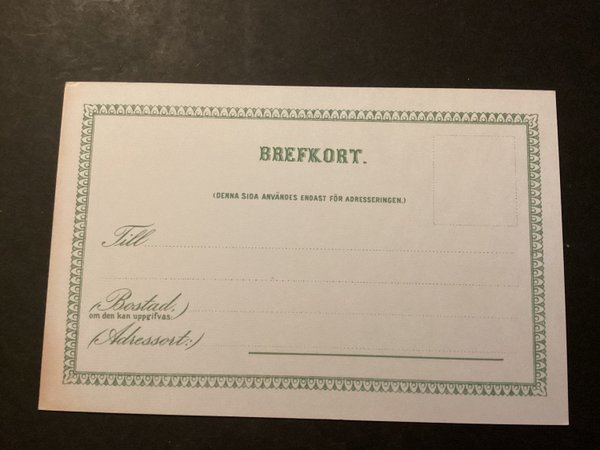 BREFKORT.
(DENNA SIDA ANVÄNDES ENDAST FÖR ADRESSERINGEN.)
Till
(Bostad,)
om den kan uppgifvas:
(Adressort:)